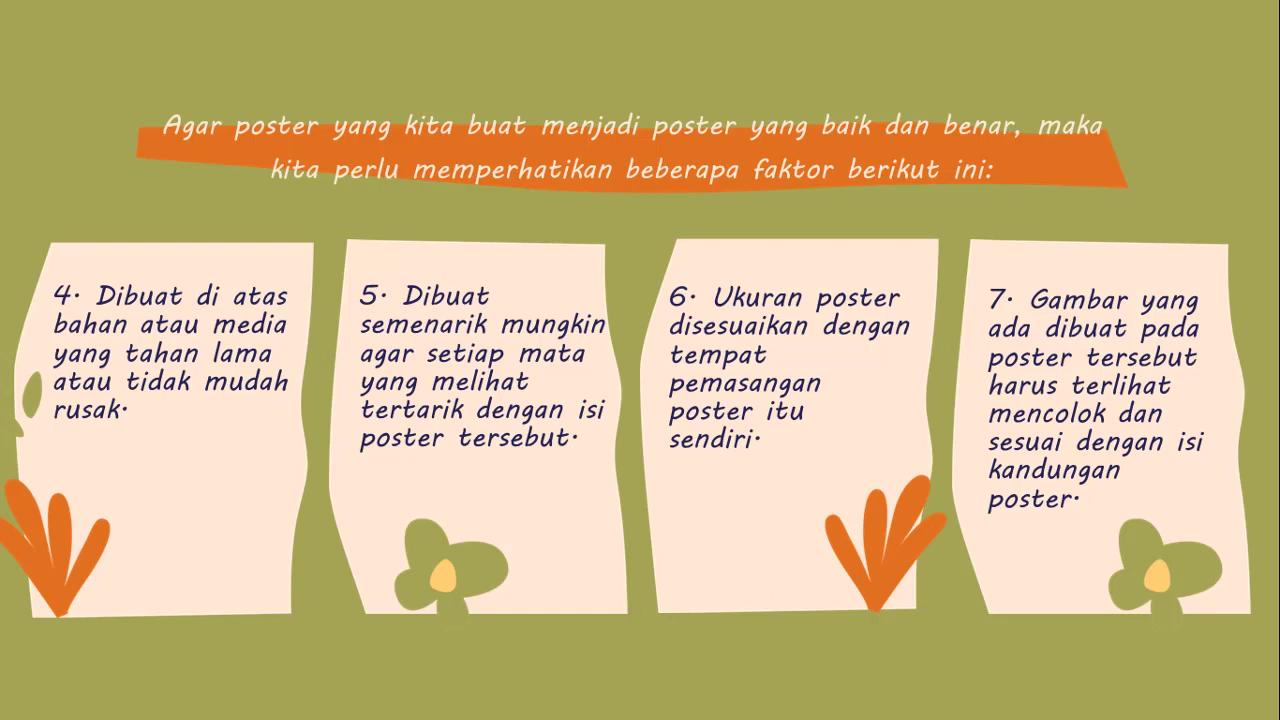 Agar poster yang kita buat menjadi poster yang baik dan benar, maka
kita perlu memperhatikan beberapa faktor berikut ini:
4. Dibuat di atas
bahan atau media
yang tahan lama
atau tidak mudah
rusak.
5. Dibuat
semenarik mungkin
agar setiap mata
yang melihat
tertarik dengan isi
poster tersebut.
6. Ukuran poster
disesuaikan dengan
tempat
pemasangan
poster itu
sendiri.
7. Gambar yang
ada dibuat pada
poster tersebut
harus terlihat
mencolok dan
sesuai dengan isi
kandungan
poster.